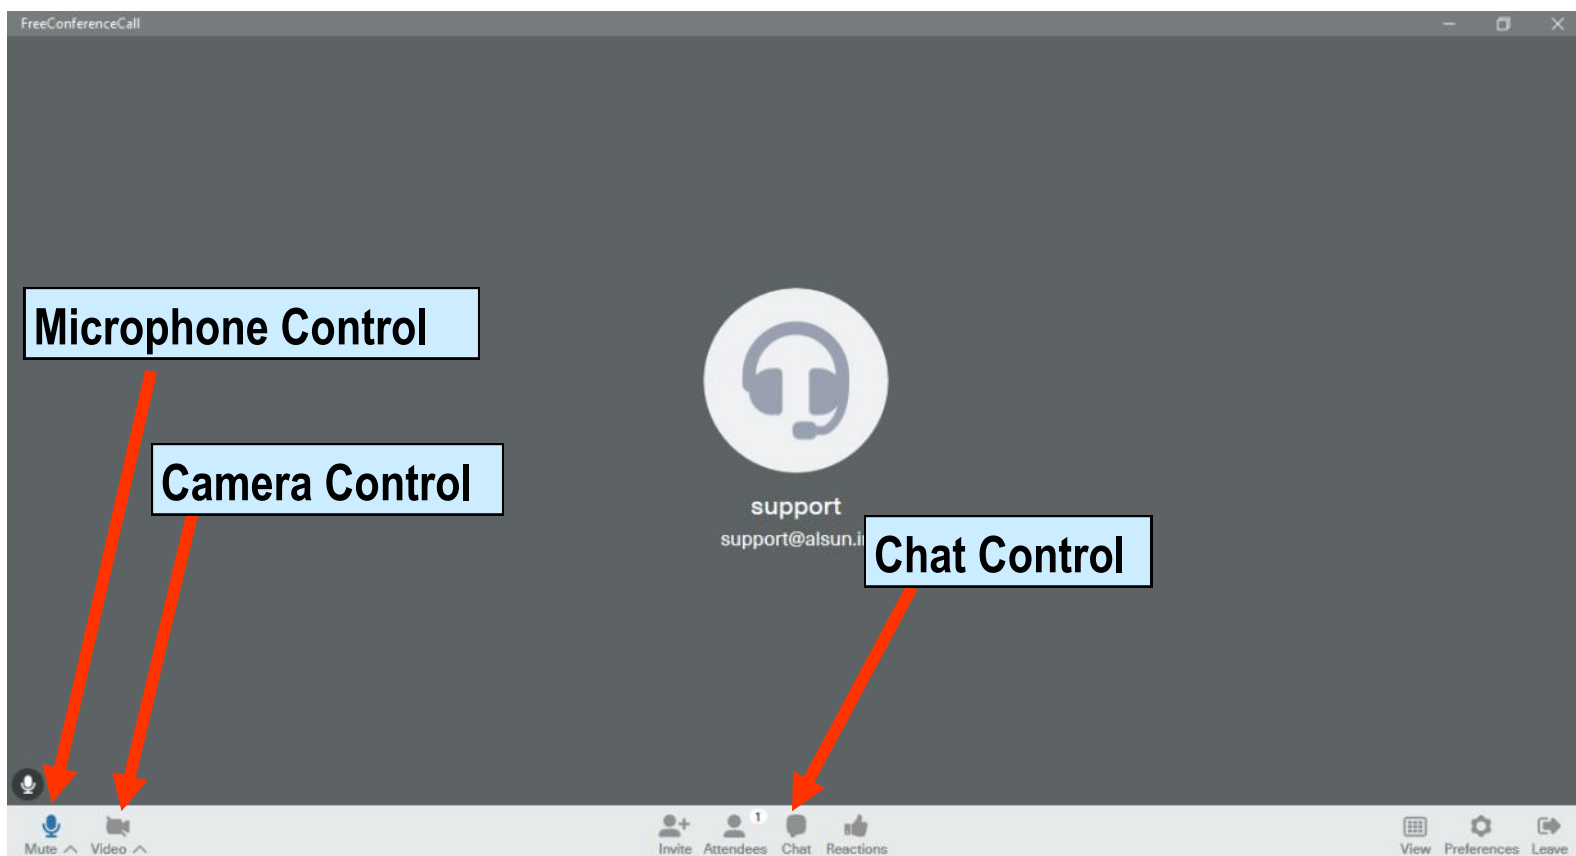 FreeConferenceCall
Microphone Control
Camera Control
support
Chat Control
1
Mute Video
Invite Attendees Chat Reactions
View Preferences Leave